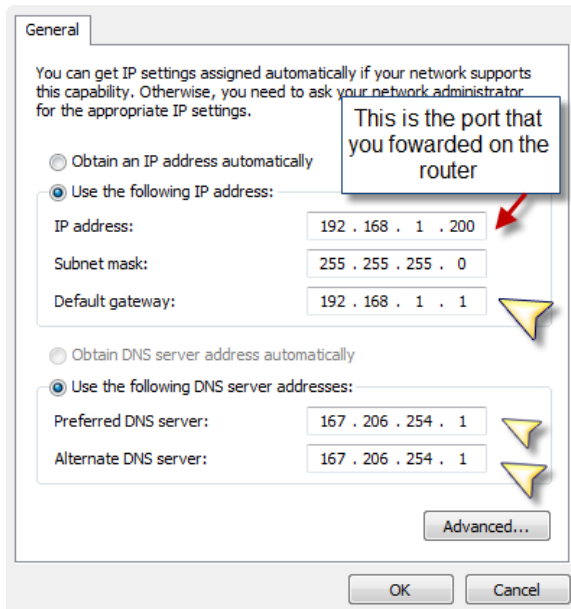 General
You can get IP settings assigned automatically if your network supports
this capability. Otherwise, you need to ask your network administrator
for the appropriate IP settings.
This is the port that
you fowarded on the
router
Obtain an IP address automatically
Use the following IP address:
IP address: 192 . 168 . 1 . 200
Subnet mask: 255 . 255 . 255 . 0
Default gateway: 192 . 168 . 1 . 1
Obtain DNS server address automatically
Use the following DNS server addresses:
Preferred DNS server: 167 . 206 . 254 . 1
Alternate DNS server: 167 . 206 . 254 . 1
Advanced...
OK Cancel